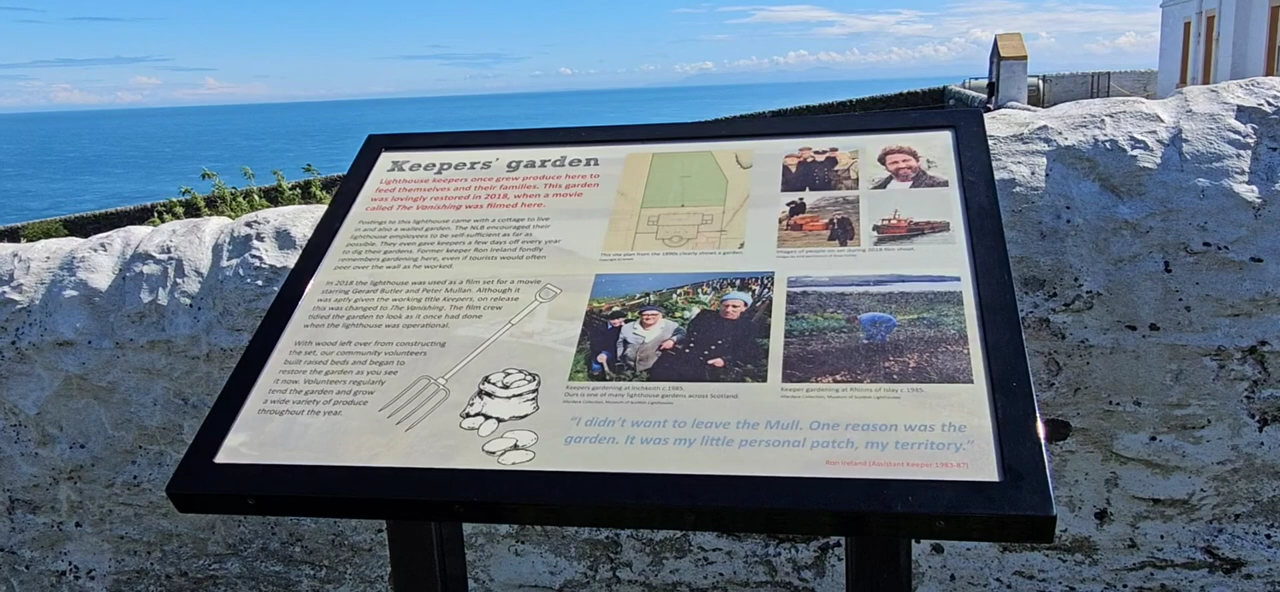 Keepers' garden
Lighthouse keepers once grew produce here to
feed themselves and their families. This garden
was lovingly restored in 2018, when a movie
called The Vanishing was filmed here.
Postings to this lighthouse came with a cottage to live
in and also a walled garden. The NLB encouraged their
lighthouse employees to be self-sufficient as far as
possible. They even gave keepers a few days off every year
to dig their gardens. Former keeper Ron Ireland fondly
remembers gardening here, even if tourists would often
peer over the wall as he worked.
In 2018 the lighthouse was used as a film set for a movie
starring Gerard Butler and Peter Mullan. Although it
was aptly given the working title Keepers, on release
this was changed to The Vanishing. The film crew
tidied the garden to look as it once had done
when the lighthouse was operational.
With wood left over from constructing
the set, our community volunteers
built raised beds and began to
restore the garden as you see
it now. Volunteers regularly
tend the garden and grow
a wide variety of produce
throughout the year.
This site plan from the 1890s clearly shows a garden.
Images of people on set during 2018 film shoot.
Keepers gardening at Inchkeith c.1985.
Ours is one of many lighthouse gardens across Scotland.
Collection, Museum of Scottish Lighthouses
Keeper gardening at Rhinns of Islay c.1985.
Collection, Museum of Scottish Lighthouses
"I didn't want to leave the Mull. One reason was the
garden. It was my little personal patch, my territory."
Ron Ireland (Assistant Keeper 1983-87)